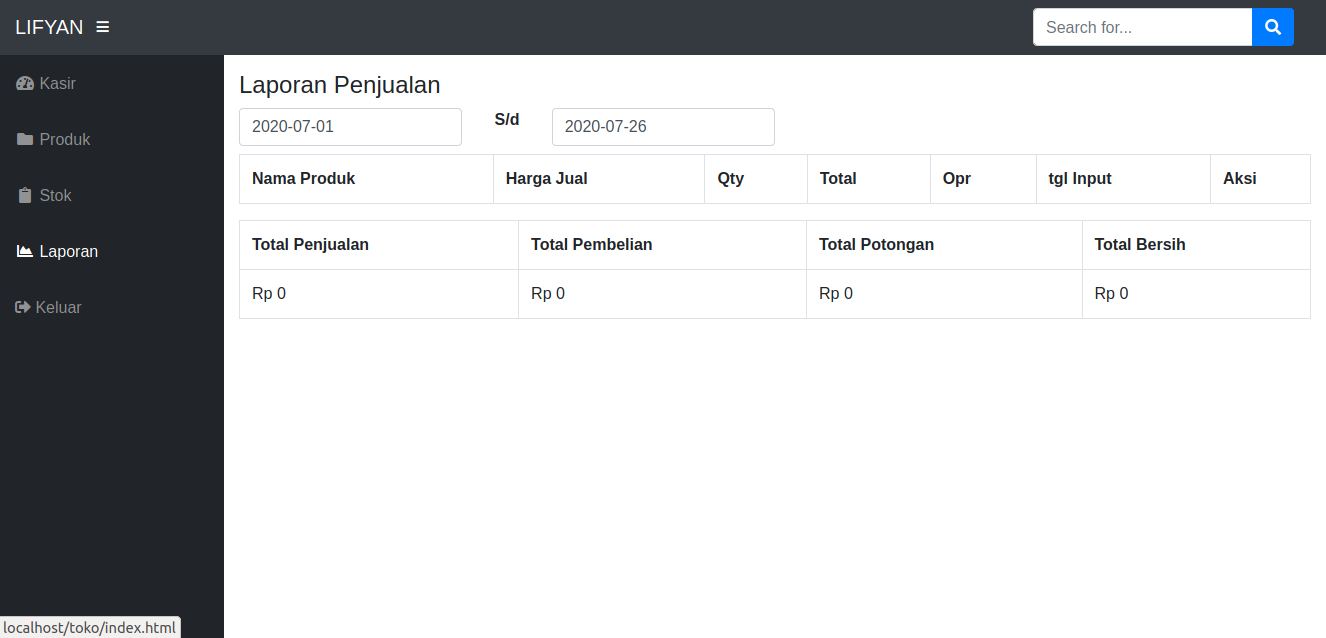 LIFYAN
Search for...
Kasir
Produk
Stok
Laporan
Keluar
Laporan Penjualan
2020-07-01 S/d 2020-07-26
Nama Produk Harga Jual Qty Total Opr tgl Input Aksi
Total Penjualan Total Pembelian Total Potongan Total Bersih
Rp 0 Rp 0 Rp 0 Rp 0
localhost/toko/index.html